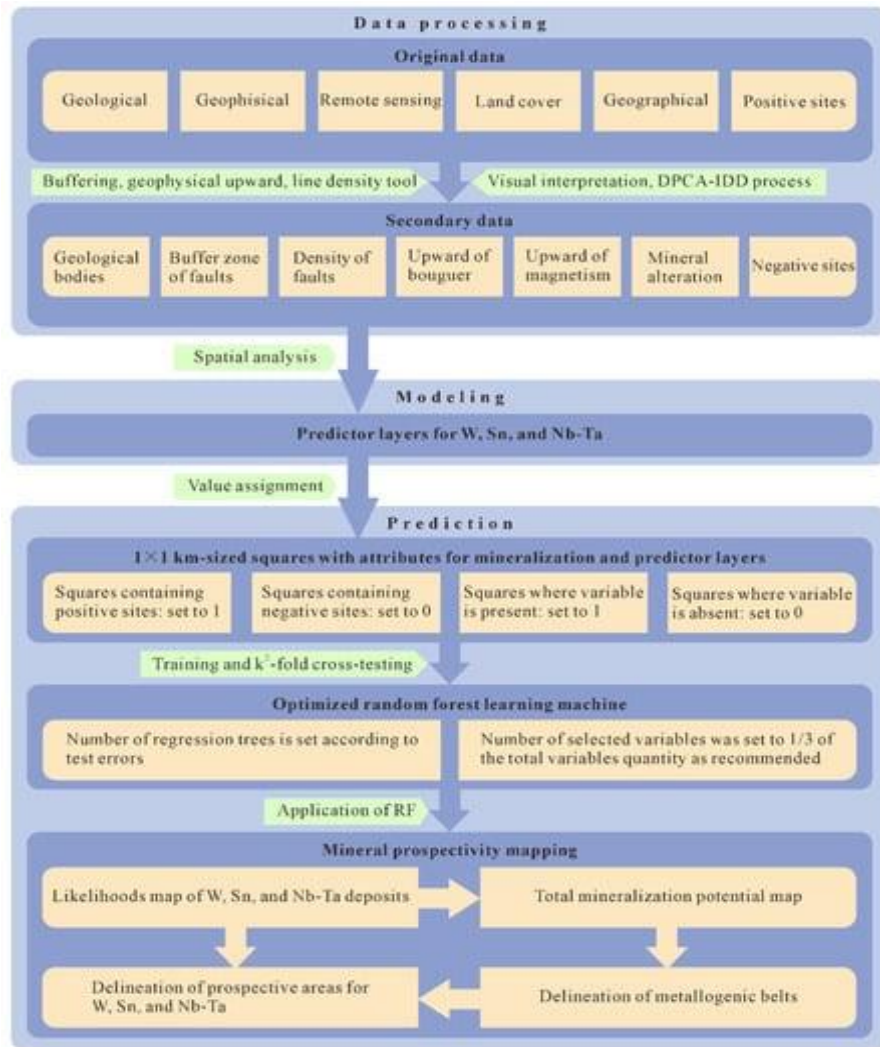 Data processing
Original data
Geological
Geophisical
Remote sensing
Land cover
Geographical
Positive sites
Buffering, geophysical upward, line density tool
Visual interpretation, DPCA-IDD process
Secondary data
Geological
bodies
Buffer zone
of faults
Density of
faults
Upward of
bouguer
Upward of
magnetism
Mineral
alteration
Negative sites
Spatial analysis
Modeling
Predictor layers for W, Sn, and Nb-Ta
Value assignment
Prediction
1×1 km-sized squares with attributes for mineralization and predictor layers
Squares containing
positive sites: set to 1
Squares containing
negative sites: set to 0
Squares where variable
is present: set to 1
Squares where variable
is absent: set to 0
Training and k²-fold cross-testing
Optimized random forest learning machine
Number of regression trees is set according to
test errors
Number of selected variables was set to 1/3 of
the total variables quantity as recommended
Application of RF
Mineral prospectivity mapping
Likelihoods map of W, Sn, and Nb-Ta deposits
Total mineralization potential map
Delineation of prospective areas for
W, Sn, and Nb-Ta
Delineation of metallogenic belts